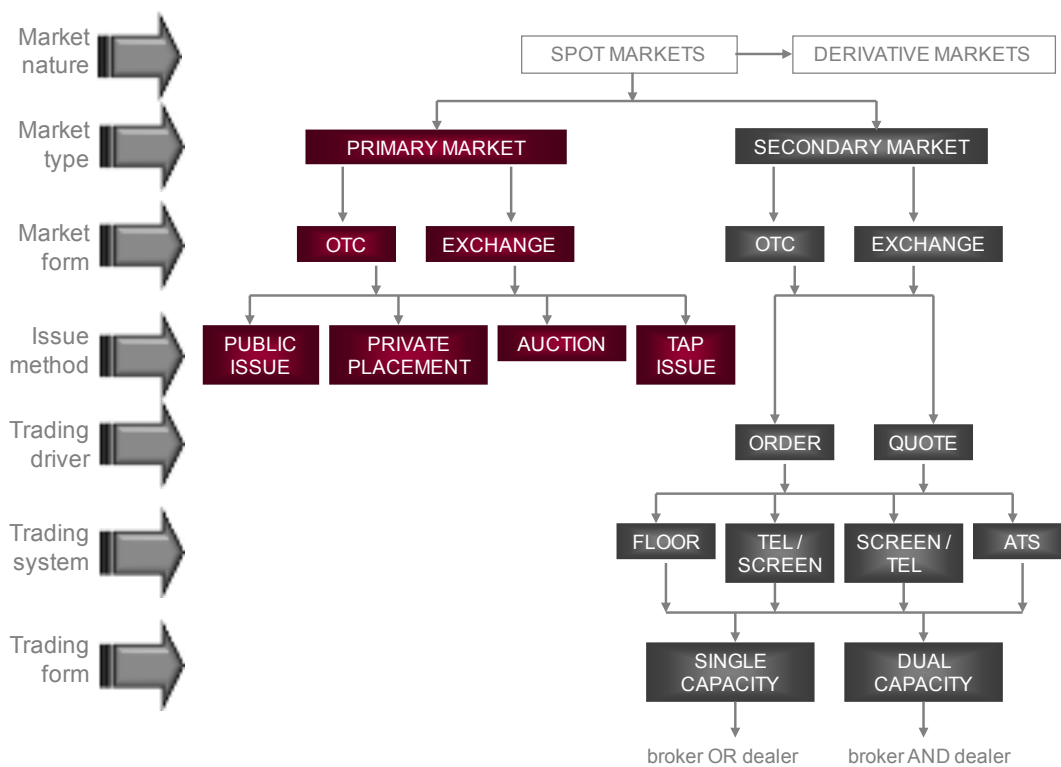 Market
nature
SPOT MARKETS
DERIVATIVE MARKETS
Market
type
PRIMARY MARKET
SECONDARY MARKET
Market
form
OTC
EXCHANGE
OTC
EXCHANGE
Issue
method
PUBLIC
ISSUE
PRIVATE
PLACEMENT
AUCTION
TAP
ISSUE
Trading
driver
ORDER
QUOTE
Trading
system
FLOOR
TEL /
SCREEN
SCREEN /
TEL
ATS
Trading
form
SINGLE
CAPACITY
DUAL
CAPACITY
broker OR dealer
broker AND dealer